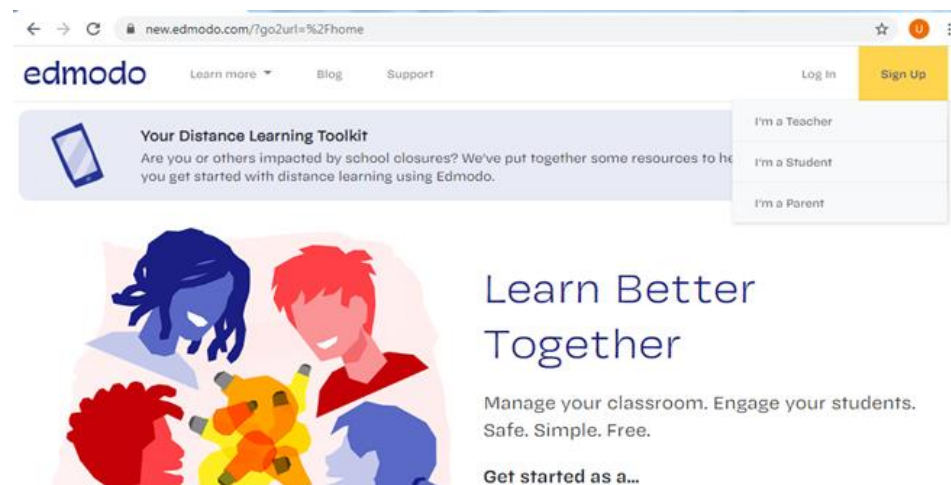 new.edmodo.com/?go2url=%2Fhome
U
edmodo
Learn more
Blog
Support
Log In
Sign Up
I'm a Teacher
I'm a Student
I'm a Parent
Your Distance Learning Toolkit
Are you or others impacted by school closures? We've put together some resources to he
you get started with distance learning using Edmodo.
Learn Better
Together
Manage your classroom. Engage your students.
Safe. Simple. Free.
Get started as a...